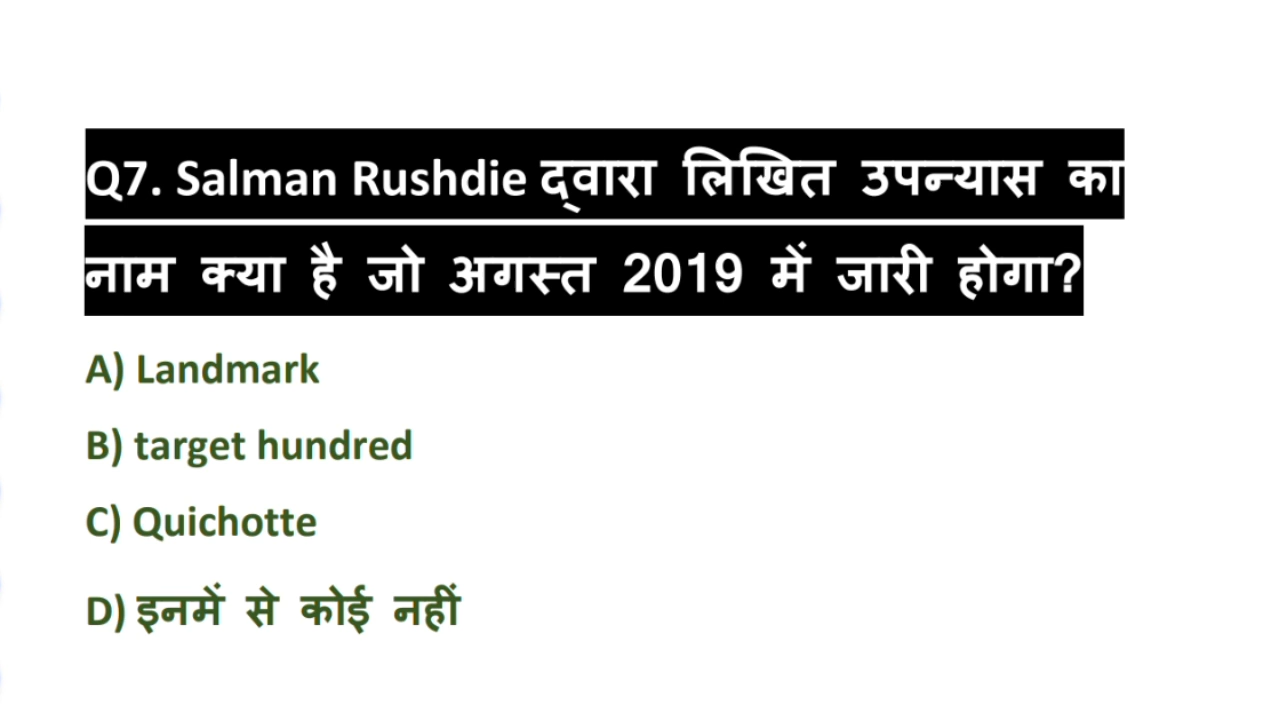 Q7. Salman Rushdie द्वारा लिखित उपन्यास का
नाम क्या है जो अगस्त 2019 में जारी होगा?
A) Landmark
B) target hundred
C) Quichotte
D) इनमें से कोई नहीं